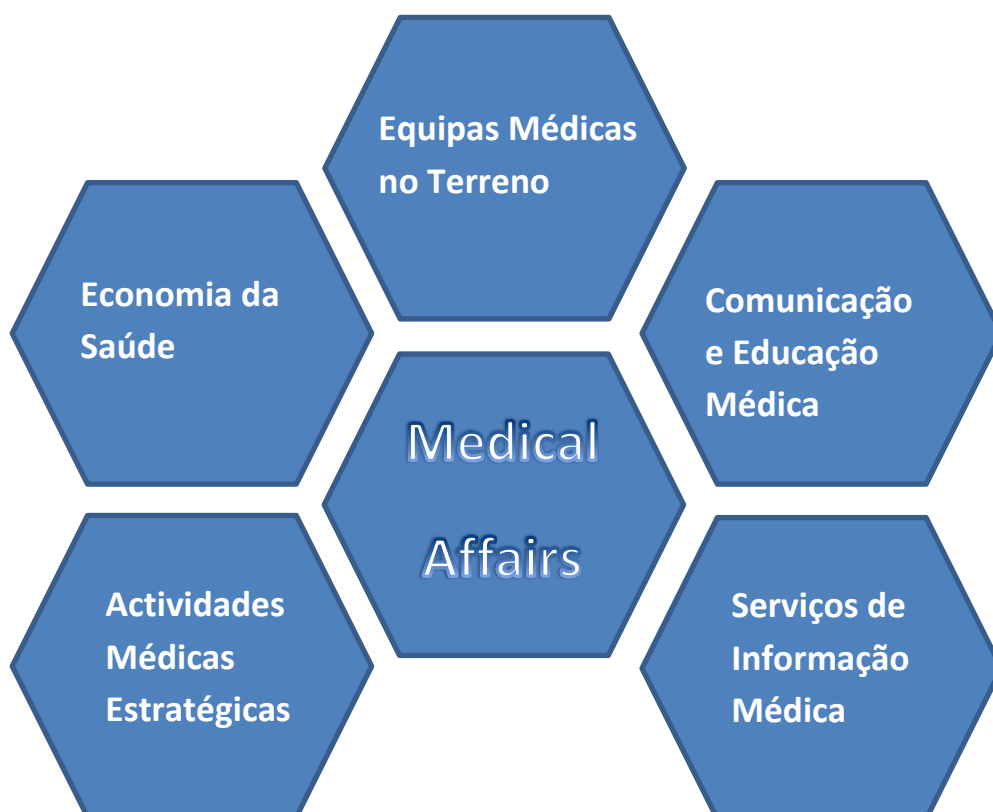 Equipas Médicas
no Terreno
Economia da
Saúde
Comunicação
e Educação
Médica
Medical
Affairs
Actividades
Médicas
Estratégicas
Serviços de
Informação
Médica